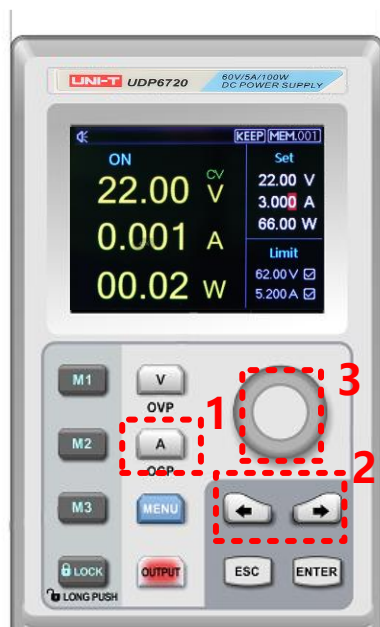 UNI-T UDP6720 60V/5A/100W
DC POWER SUPPLY
KEEP MEM.001
ON Set
CV
22.00 V 22.00 V
3.000 A
0.001 A 66.00 W
Limit
00.02 W 62.00V
5.200A
M1 V
OVP
1
3
M2 A
OCP
2
M3 MENU
LOCK OUTPUT ESC ENTER
LONG PUSH